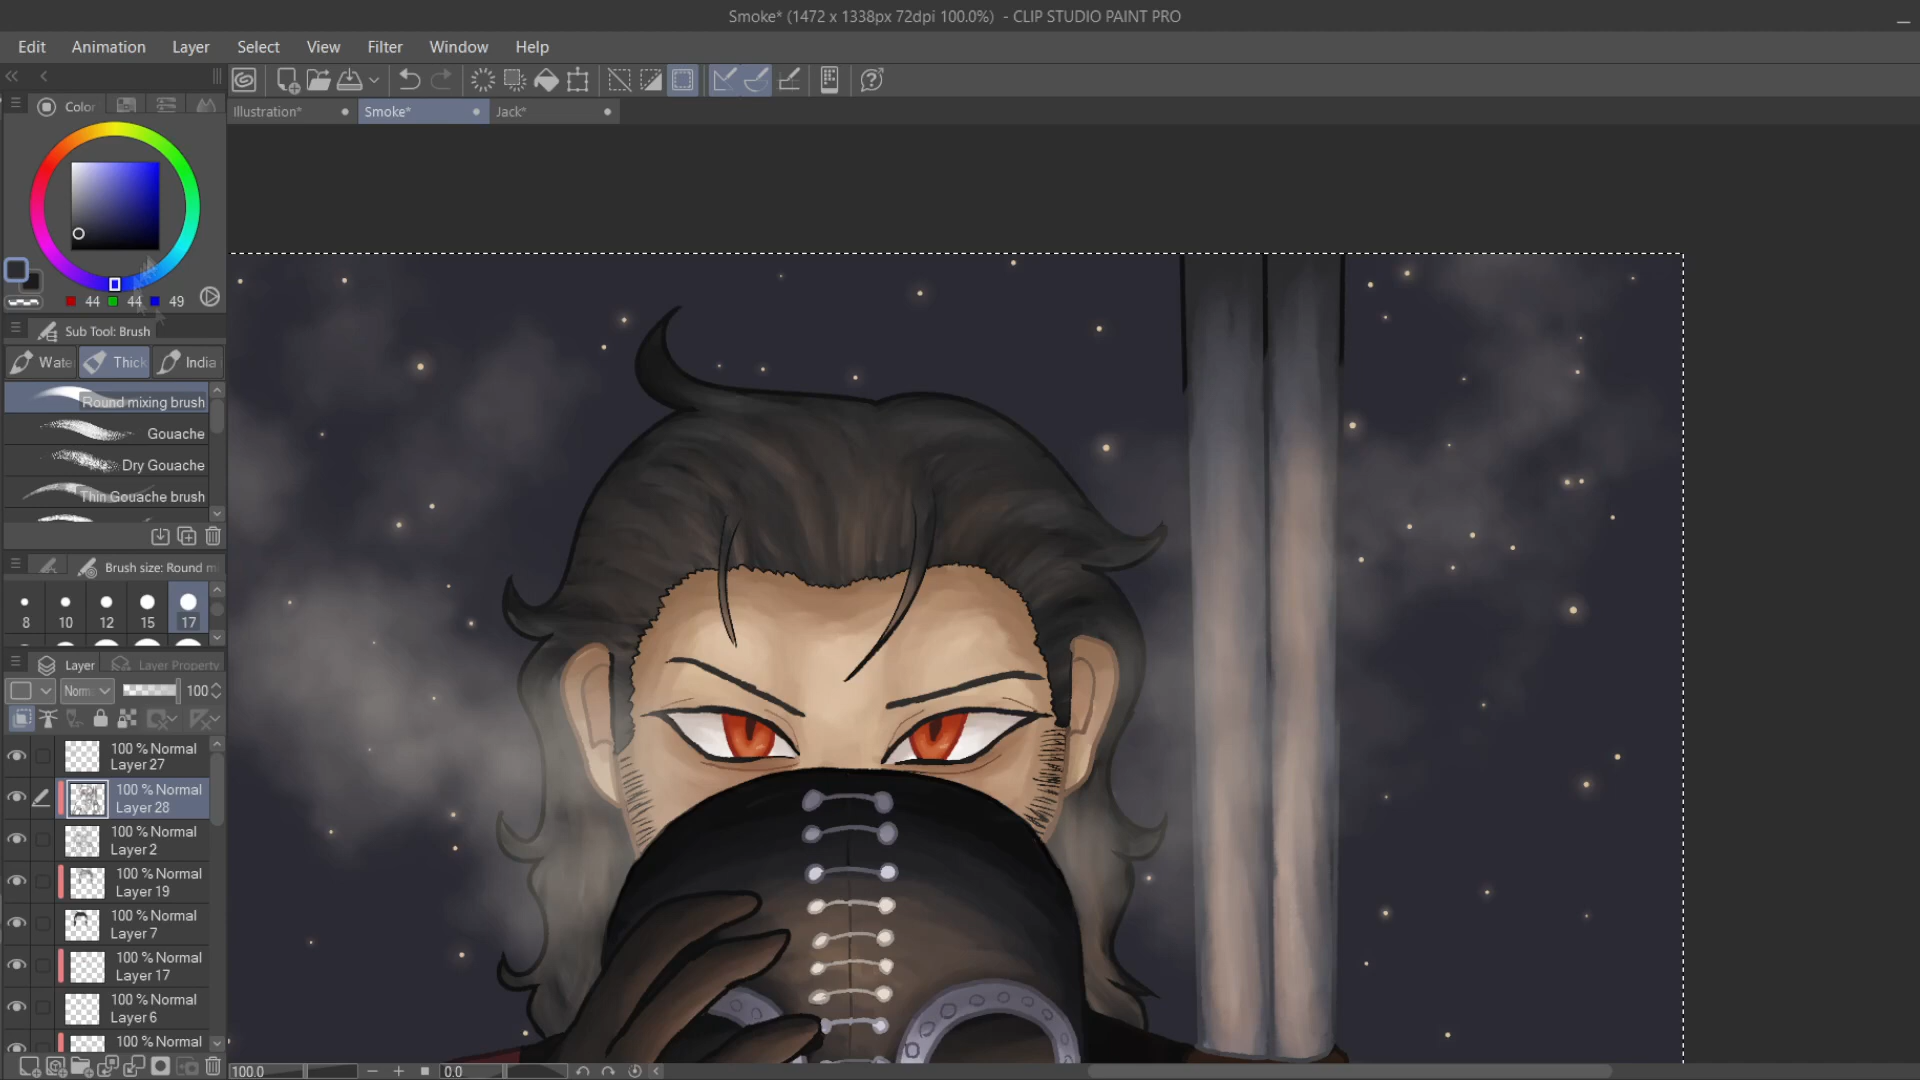 Smoke* (1472 x 1338px 72dpi 100.0%)  - CLIP STUDIO PAINT PRO
Edit Animation Layer Select View Filter Window Help
Color
Illustration* Smoke* Jack*
44 44 49
Sub Tool: Brush
Wate Thick India
Round mixing brush
Gouache
Dry Gouache
Thin Gouache brush
Brush size: Round mi
8 10 12 15 17
Layer Layer Property
Norm 100
100 % Normal
Layer 27
100 % Normal
Layer 28
100 % Normal
Layer 2
100 % Normal
Layer 19
100 % Normal
Layer 7
100 % Normal
Layer 17
100 % Normal
Layer 6
100 % Normal
100.0 0.0